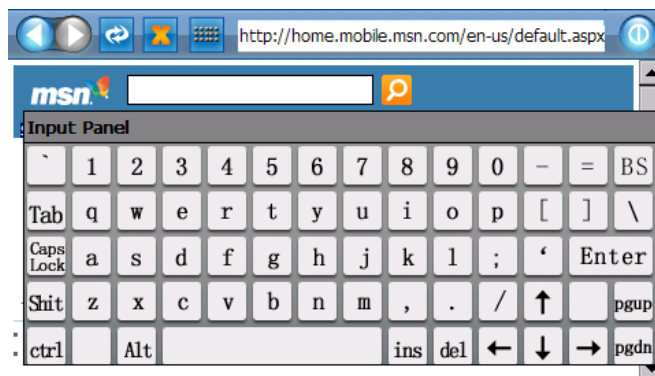 http://home.mobile.msn.com/en-us/default.aspx
msn
Input Panel
` 1 2 3 4 5 6 7 8 9 0 - = BS
Tab q w e r t y u i o p [ ] \
Caps Lock a s d f g h j k l ; ‘ Enter
Shit z x c v b n m , . / ↑ pgup
ctrl Alt ins del ← ↓ → pgdn